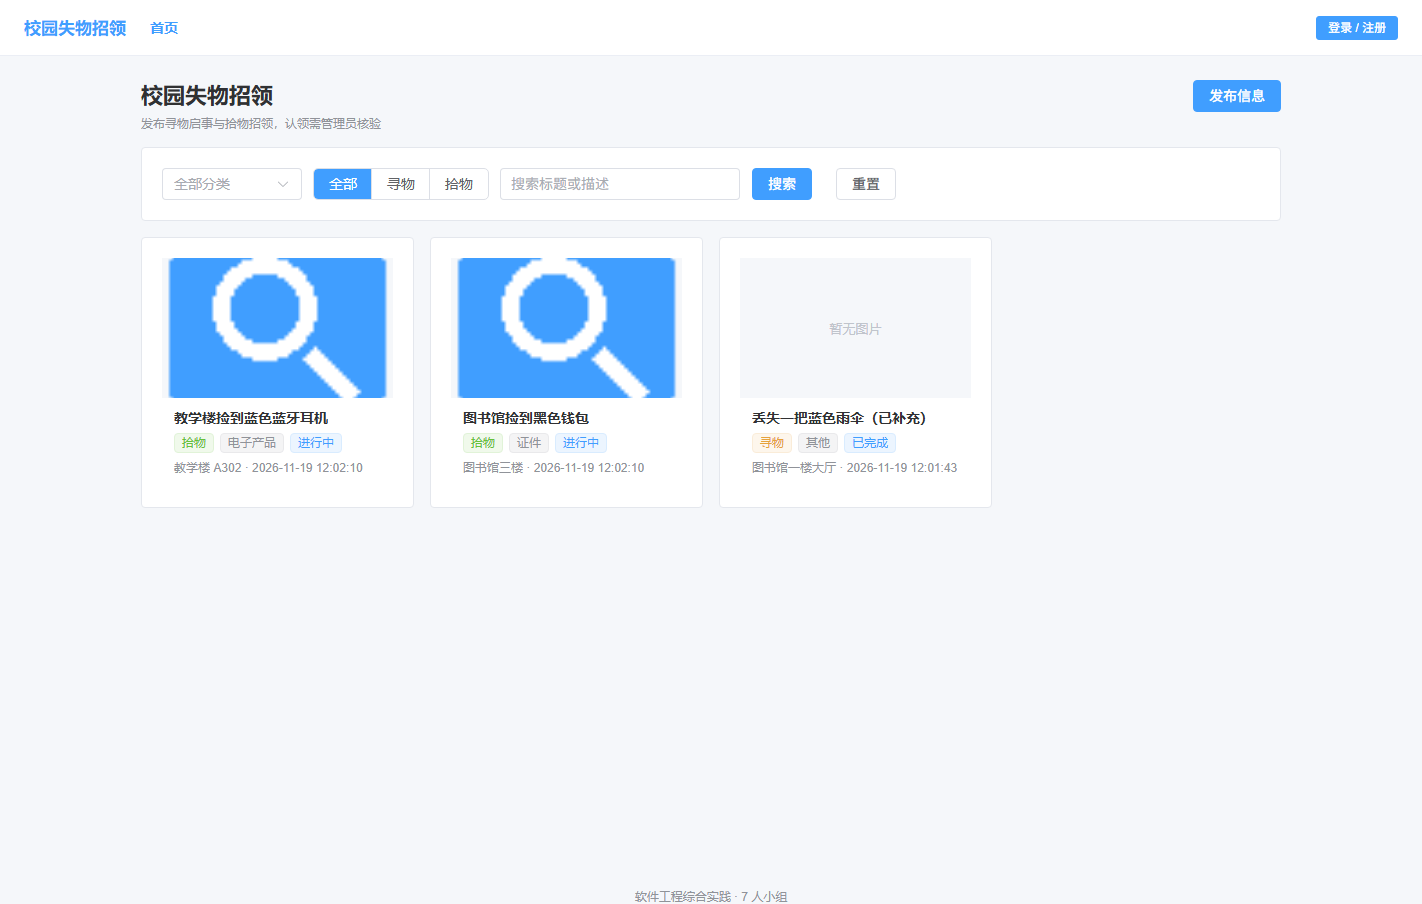 校园失物招领 首页 登录 / 注册
校园失物招领 发布信息
发布寻物启事与拾物招领，认领需管理员核验
全部分类 全部 寻物 拾物 搜索标题或描述 搜索 重置
教学楼捡到蓝色蓝牙耳机
拾物 电子产品 进行中
教学楼 A302 · 2026-11-19 12:02:10
图书馆捡到黑色钱包
拾物 证件 进行中
图书馆三楼 · 2026-11-19 12:02:10
暂无图片
丢失一把蓝色雨伞（已补充）
寻物 其他 已完成
图书馆一楼大厅 · 2026-11-19 12:01:43
软件工程综合实践 · 7 人小组